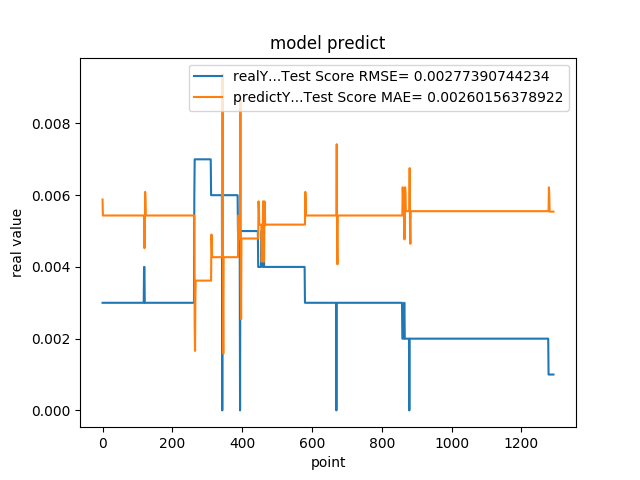 model predict
realY...Test Score RMSE= 0.00277390744234
predictY...Test Score MAE= 0.00260156378922
real value
0.008
0.006
0.004
0.002
0.000
0 200 400 600 800 1000 1200
point